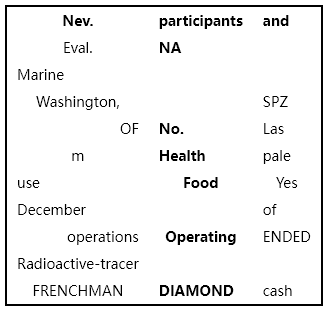 Nev. participants and
Eval. NA
Marine
Washington, SPZ
OF No. Las
m Health pale
use Food Yes
December of
operations Operating ENDED
Radioactive-tracer
FRENCHMAN DIAMOND cash